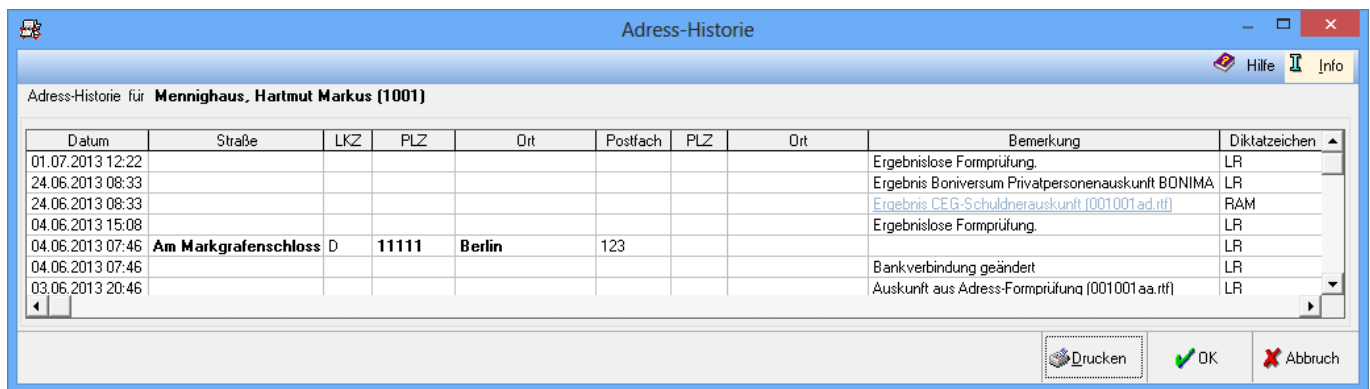 Adress-Historie
Hilfe Info
Adress-Historie für Mennighaus, Hartmut Markus (1001)
Datum Straße LKZ PLZ Ort Postfach PLZ Ort Bemerkung Diktatzeichen
01.07.2013 12:22 Ergebnislose Formprüfung. LR
24.06.2013 08:33 Ergebnis Boniversum Privatpersonenauskunft BONIMA LR
24.06.2013 08:33 Ergebnis CEG-Schuldnerauskunft (001001ad.rtf) RAM
04.06.2013 15:08 Ergebnislose Formprüfung. LR
04.06.2013 07:46 Am Markgrafenschloss D 11111 Berlin 123 LR
04.06.2013 07:46 Bankverbindung geändert LR
03.06.2013 20:46 Auskunft aus Adress-Formprüfung (001001aa.rtf) LR
Drucken OK Abbruch